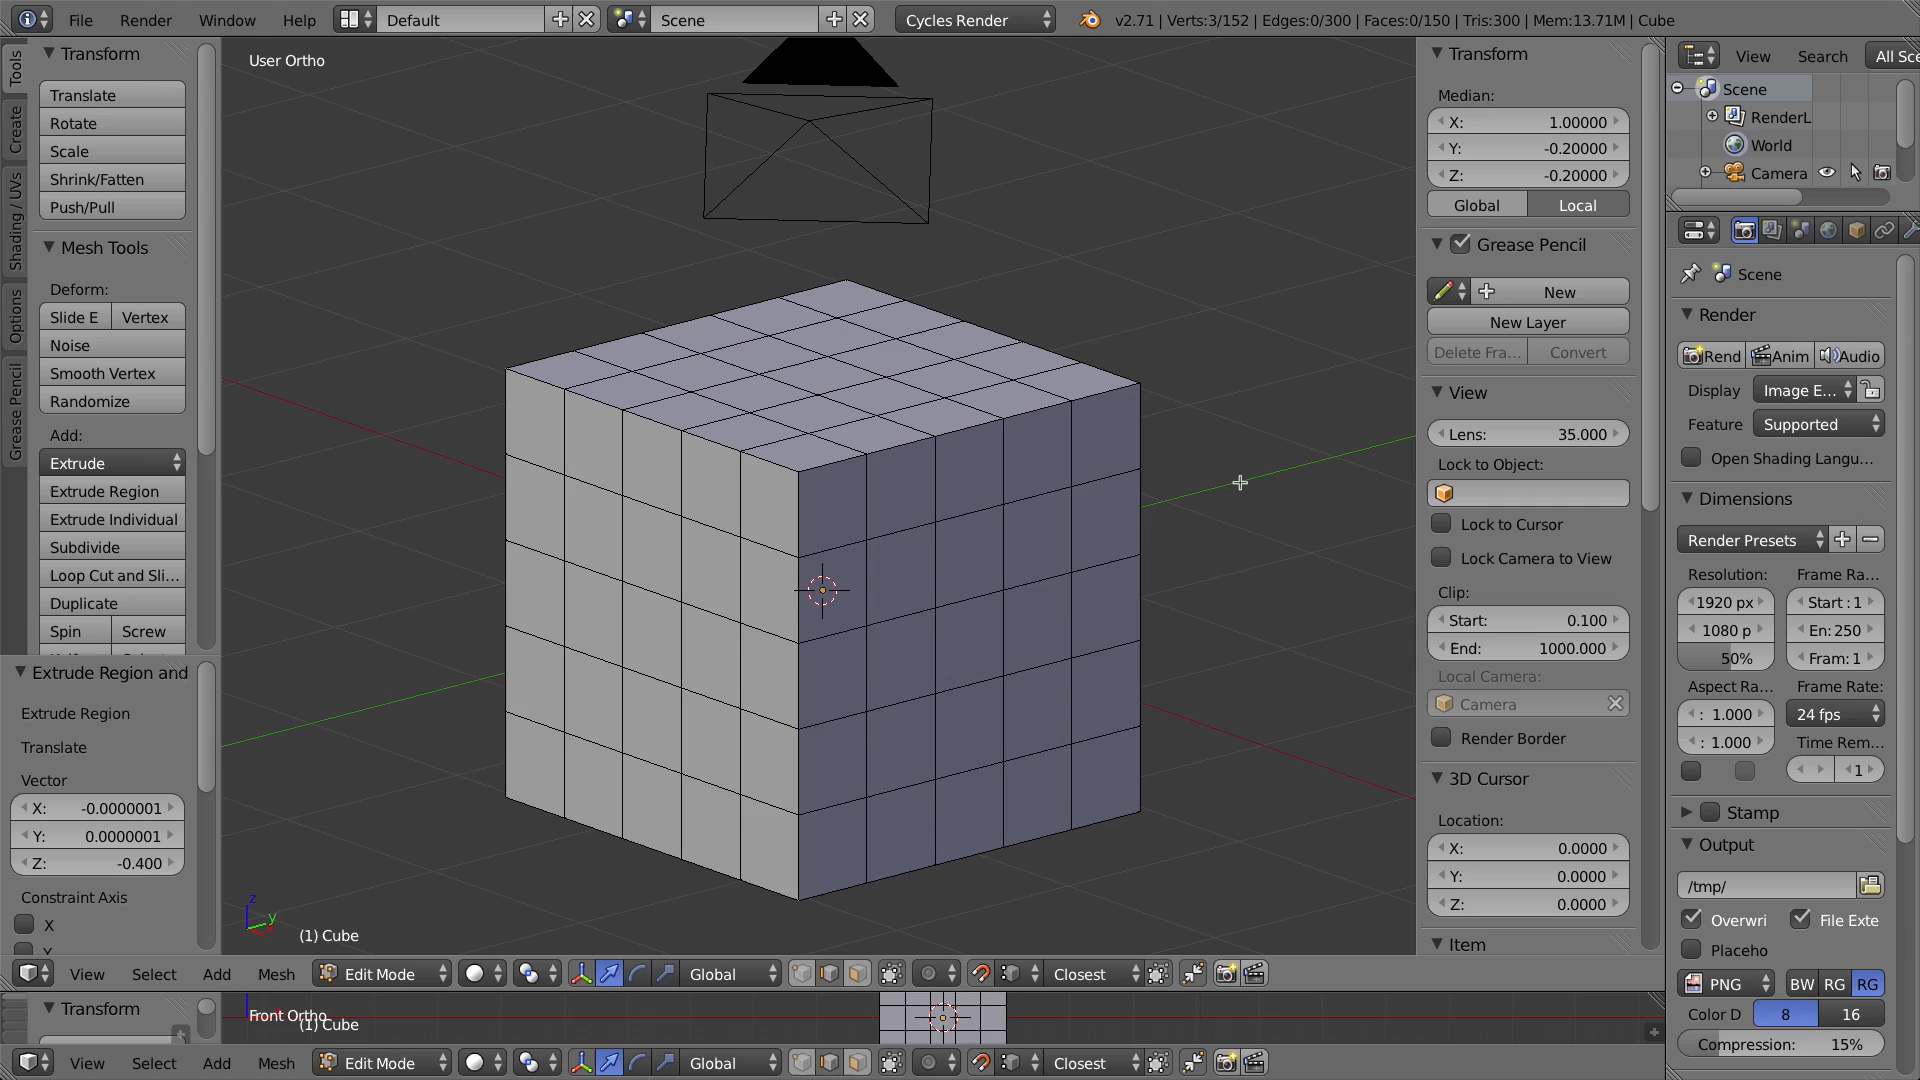 File Render Window Help Default Scene Cycles Render v2.71 | Verts:3/152 | Edges:0/300 | Faces:0/150 | Tris:300 | Mem:13.71M | Cube
Tools
Create
Shading / UVs
Options
Grease Pencil
Transform
Translate
Rotate
Scale
Shrink/Fatten
Push/Pull
Mesh Tools
Deform:
Slide E Vertex
Noise
Smooth Vertex
Randomize
Add:
Extrude
Extrude Region
Extrude Individual
Subdivide
Loop Cut and Sli...
Duplicate
Spin Screw
Extrude Region and
Extrude Region
Translate
Vector
X: -0.0000001
Y: 0.0000001
Z: -0.400
Constraint Axis
X
Y
User Ortho
z
y
(1) Cube
Transform
Median:
X: 1.00000
Y: -0.20000
Z: -0.20000
Global Local
Grease Pencil
New
New Layer
Delete Fra... Convert
View
Lens: 35.000
Lock to Object:
Lock to Cursor
Lock Camera to View
Clip:
Start: 0.100
End: 1000.000
Local Camera:
Camera
Render Border
3D Cursor
Location:
X: 0.0000
Y: 0.0000
Z: 0.0000
Item
View Select Add Mesh Edit Mode Global Closest
Transform
Front Ortho
(1) Cube
View Select Add Mesh Edit Mode Global Closest
View Search All Sce
Scene
RenderL
World
Camera
Scene
Render
Rend Anim Audio
Display Image E...
Feature Supported
Open Shading Langu...
Dimensions
Render Presets
Resolution: Frame Ra...
1920 px Start : 1
1080 p En: 250
50% Fram: 1
Aspect Ra... Frame Rate:
: 1.000 24 fps
: 1.000 Time Rem...
1
Stamp
Output
/tmp/
Overwri File Exte
Placeho
PNG BW RG RG
Color D 8 16
Compression: 15%